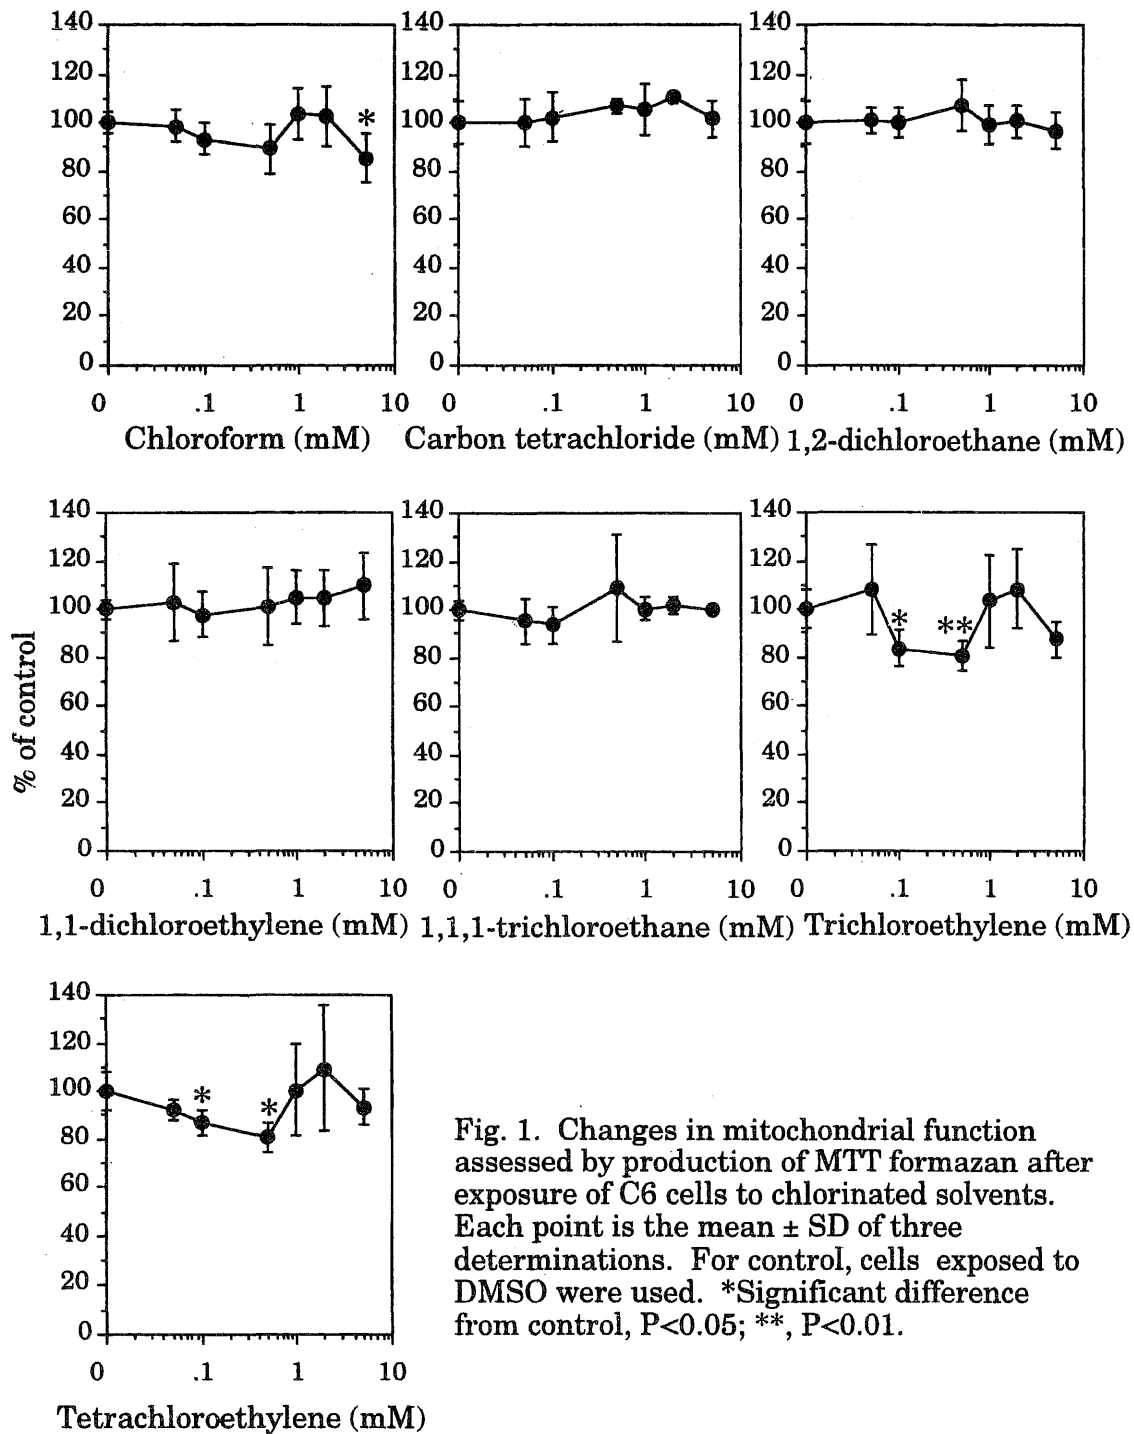 140 140 140
120 120 120
100 100 100
*
80 80 80
60 60 60
40 40 40
20 20 20
0 0 0
0 .1 1 10 0 .1 1 10 0 .1 1 10
Chloroform (mM) Carbon tetrachloride (mM) 1,2-dichloroethane (mM)
140 140 140
120 120 120
100 100 100
* **
80 80 80
60 60 60
% of control
40 40 40
20 20 20
0 0 0
0 .1 1 10 0 .1 1 10 0 .1 1 10
1,1-dichloroethylene (mM) 1,1,1-trichloroethane (mM) Trichloroethylene (mM)
140
120
100
* *
80
60
40
20
0
0 .1 1 10
Tetrachloroethylene (mM)
Fig. 1. Changes in mitochondrial function
assessed by production of MTT formazan after
exposure of C6 cells to chlorinated solvents.
Each point is the mean ± SD of three
determinations. For control, cells exposed to
DMSO were used. *Significant difference
from control, P<0.05; **, P<0.01.